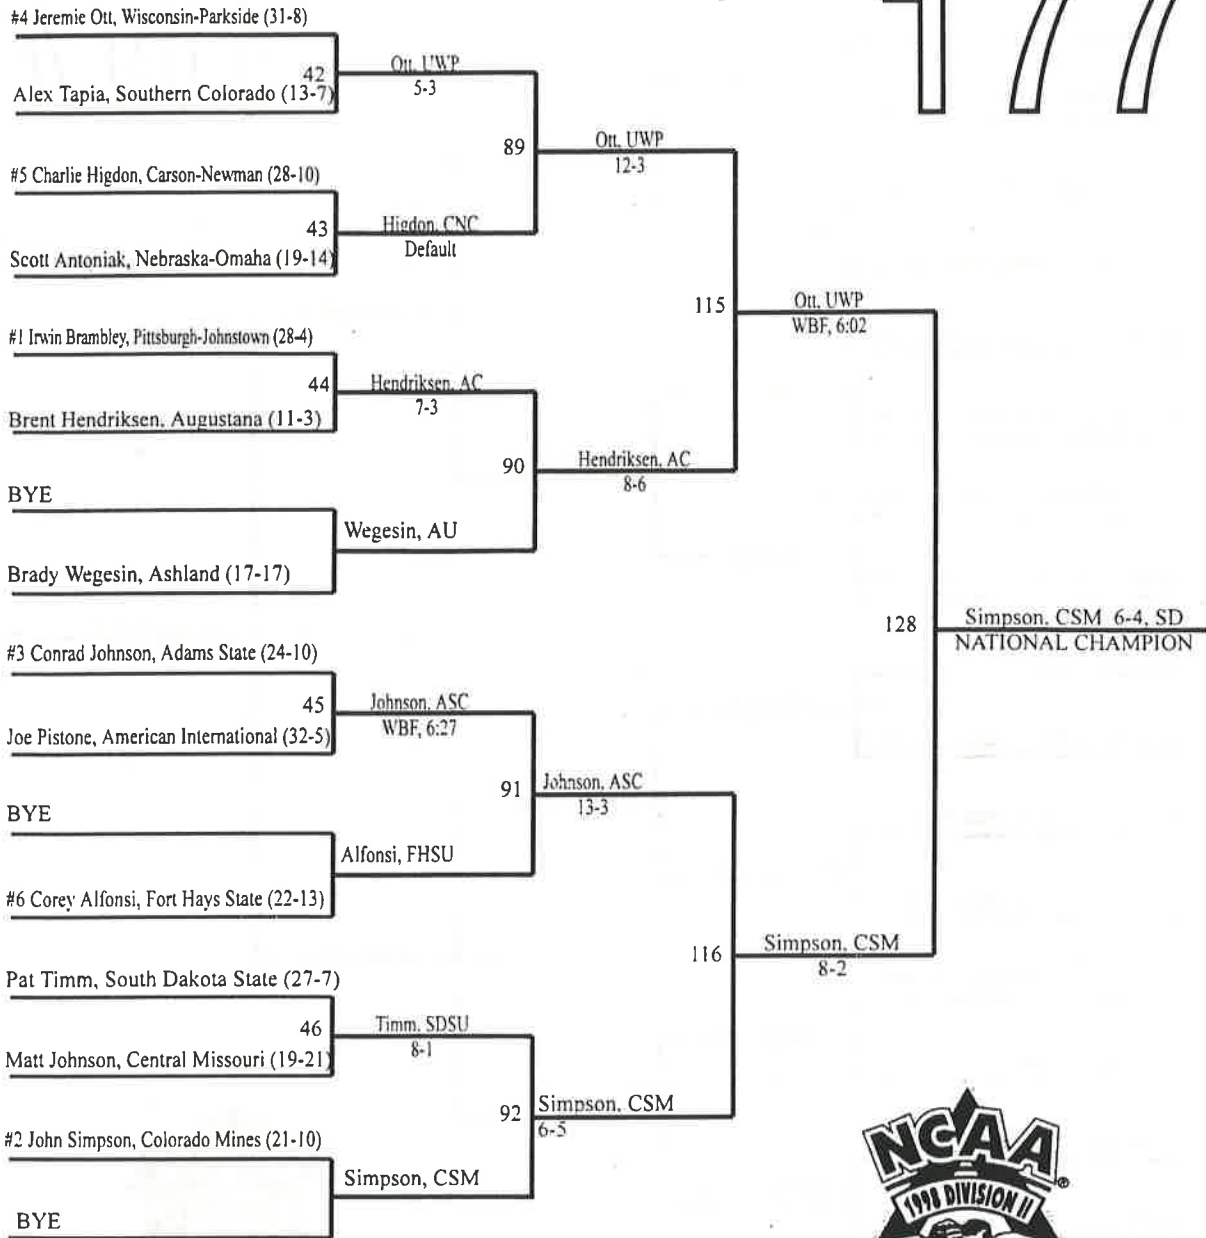 177
#4 Jeremie Ott, Wisconsin-Parkside (31-8)
42
Ott, UWP
5-3
Alex Tapia, Southern Colorado (13-7)
89
Ott, UWP
12-3
#5 Charlie Higdon, Carson-Newman (28-10)
43
Higdon, CNC
Default
Scott Antoniak, Nebraska-Omaha (19-14)
115
Ott, UWP
WBF, 6:02
#1 Irwin Brambley, Pittsburgh-Johnstown (28-4)
44
Hendriksen, AC
7-3
Brent Hendriksen, Augustana (11-3)
90
Hendriksen, AC
8-6
BYE
Wegesin, AU
Brady Wegesin, Ashland (17-17)
128
Simpson, CSM 6-4, SD
NATIONAL CHAMPION
#3 Conrad Johnson, Adams State (24-10)
45
Johnson, ASC
WBF, 6:27
Joe Pistone, American International (32-5)
91
Johnson, ASC
13-3
BYE
Alfonsi, FHSU
#6 Corey Alfonsi, Fort Hays State (22-13)
116
Simpson, CSM
8-2
Pat Timm, South Dakota State (27-7)
46
Timm, SDSU
8-1
Matt Johnson, Central Missouri (19-21)
92
Simpson, CSM
6-5
#2 John Simpson, Colorado Mines (21-10)
Simpson, CSM
BYE
NCAA®
1998 DIVISION II